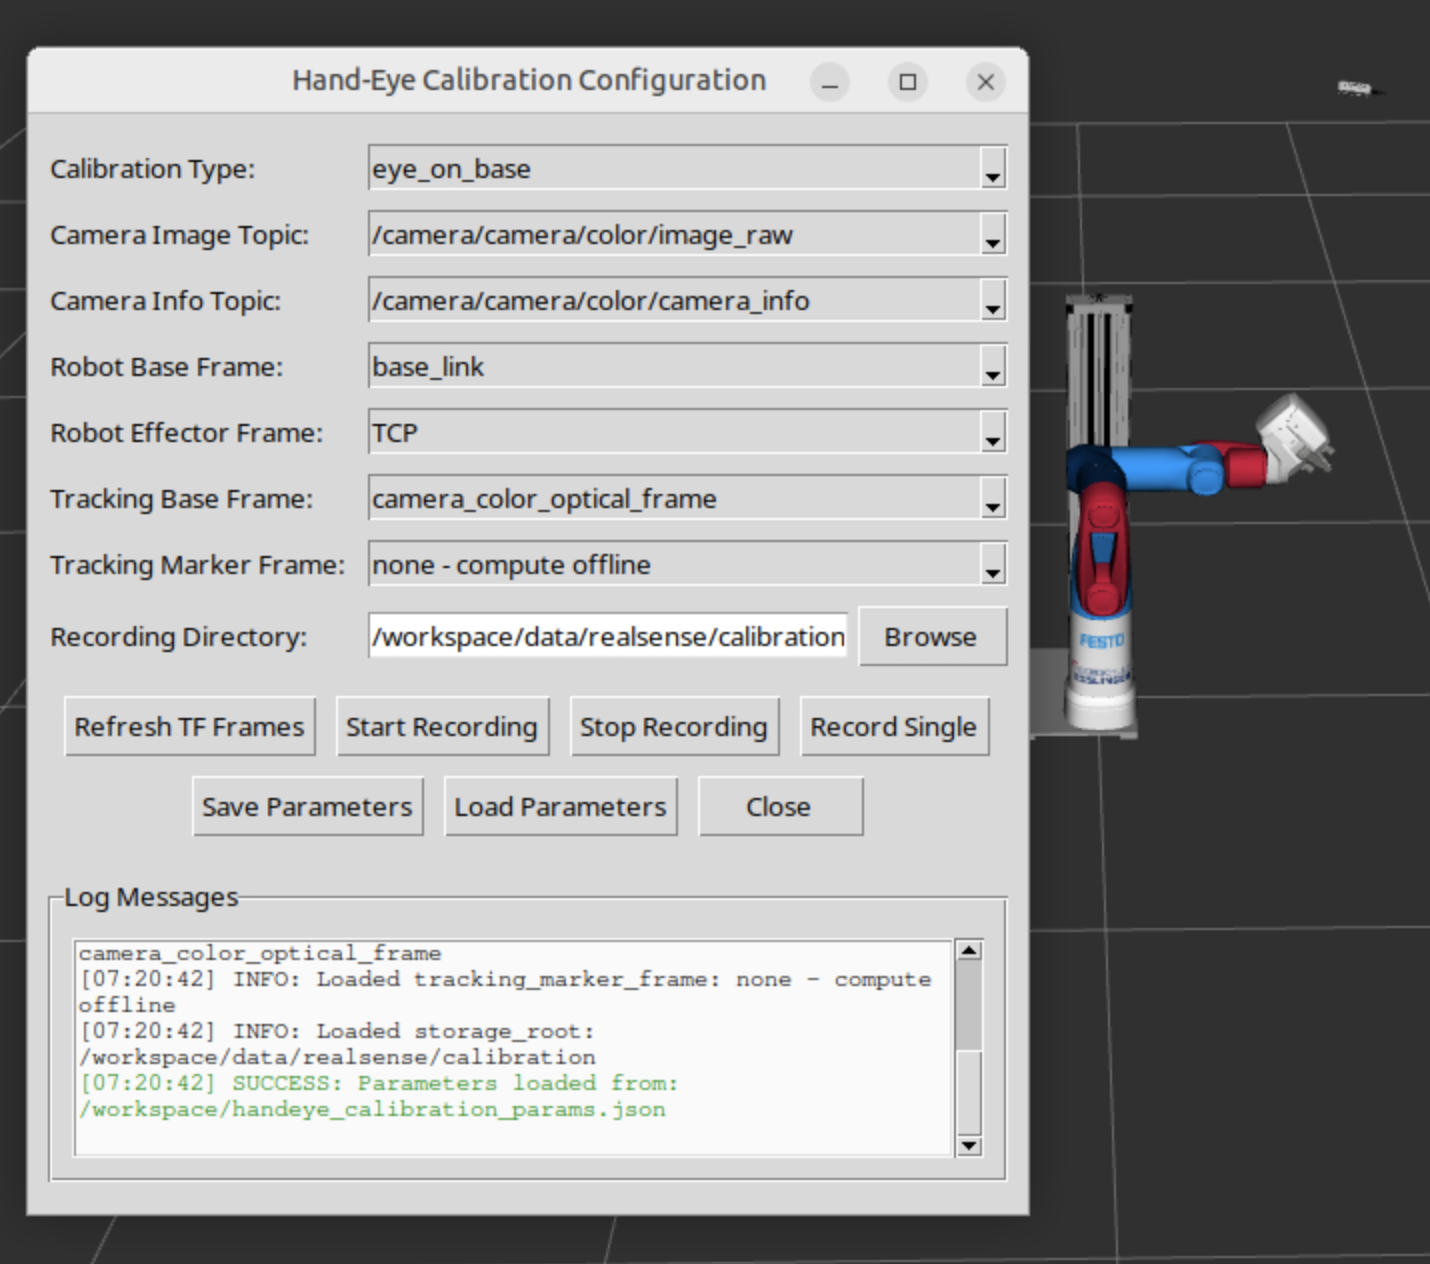 Hand-Eye Calibration Configuration
Calibration Type: eye_on_base
Camera Image Topic: /camera/camera/color/image_raw
Camera Info Topic: /camera/camera/color/camera_info
Robot Base Frame: base_link
Robot Effector Frame: TCP
Tracking Base Frame: camera_color_optical_frame
Tracking Marker Frame: none - compute offline
Recording Directory: /workspace/data/realsense/calibration Browse
Refresh TF Frames Start Recording Stop Recording Record Single
Save Parameters Load Parameters Close
Log Messages
camera_color_optical_frame
[07:20:42] INFO: Loaded tracking_marker_frame: none - compute
offline
[07:20:42] INFO: Loaded storage_root:
/workspace/data/realsense/calibration
[07:20:42] SUCCESS: Parameters loaded from:
/workspace/handeye_calibration_params.json
FESTO